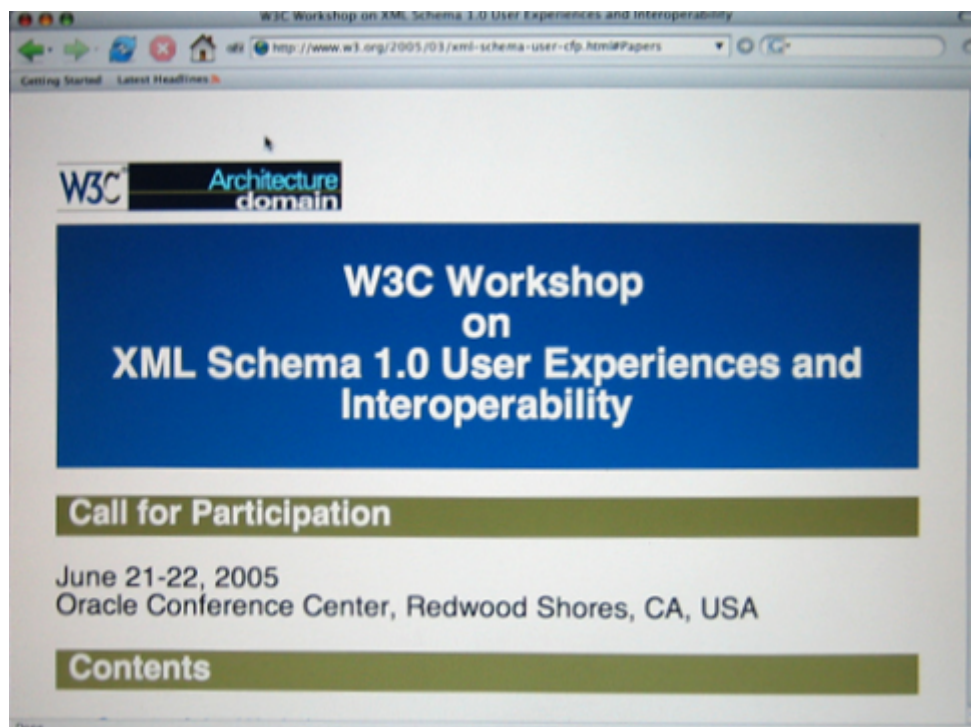 W3C Workshop on XML Schema 1.0 User Experiences and Interoperability
http://www.w3.org/2005/03/xml-schema-user-cfp.html#Papers
Getting Started Latest Headlines
W3C Architecture
domain
W3C Workshop
on
XML Schema 1.0 User Experiences and
Interoperability
Call for Participation
June 21-22, 2005
Oracle Conference Center, Redwood Shores, CA, USA
Contents